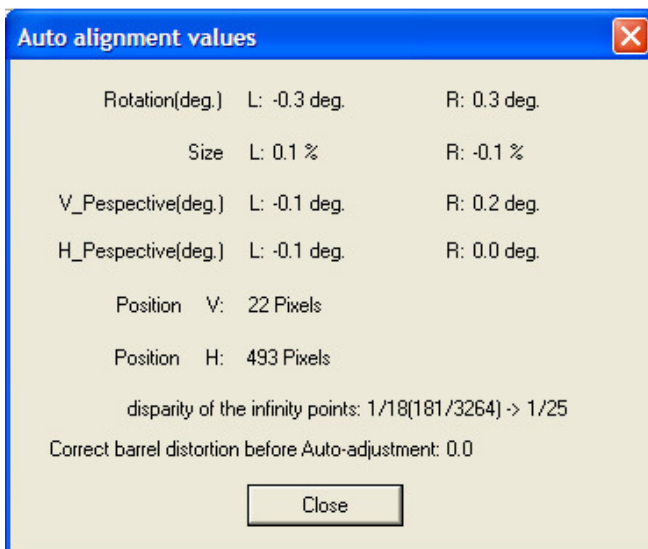 Auto alignment values
Rotation(deg.) L: -0.3 deg. R: 0.3 deg.
Size L: 0.1 % R: -0.1 %
V_Pespective(deg.) L: -0.1 deg. R: 0.2 deg.
H_Pespective(deg.) L: -0.1 deg. R: 0.0 deg.
Position V: 22 Pixels
Position H: 493 Pixels
disparity of the infinity points: 1/18(181/3264) -> 1/25
Correct barrel distortion before Auto-adjustment: 0.0
Close